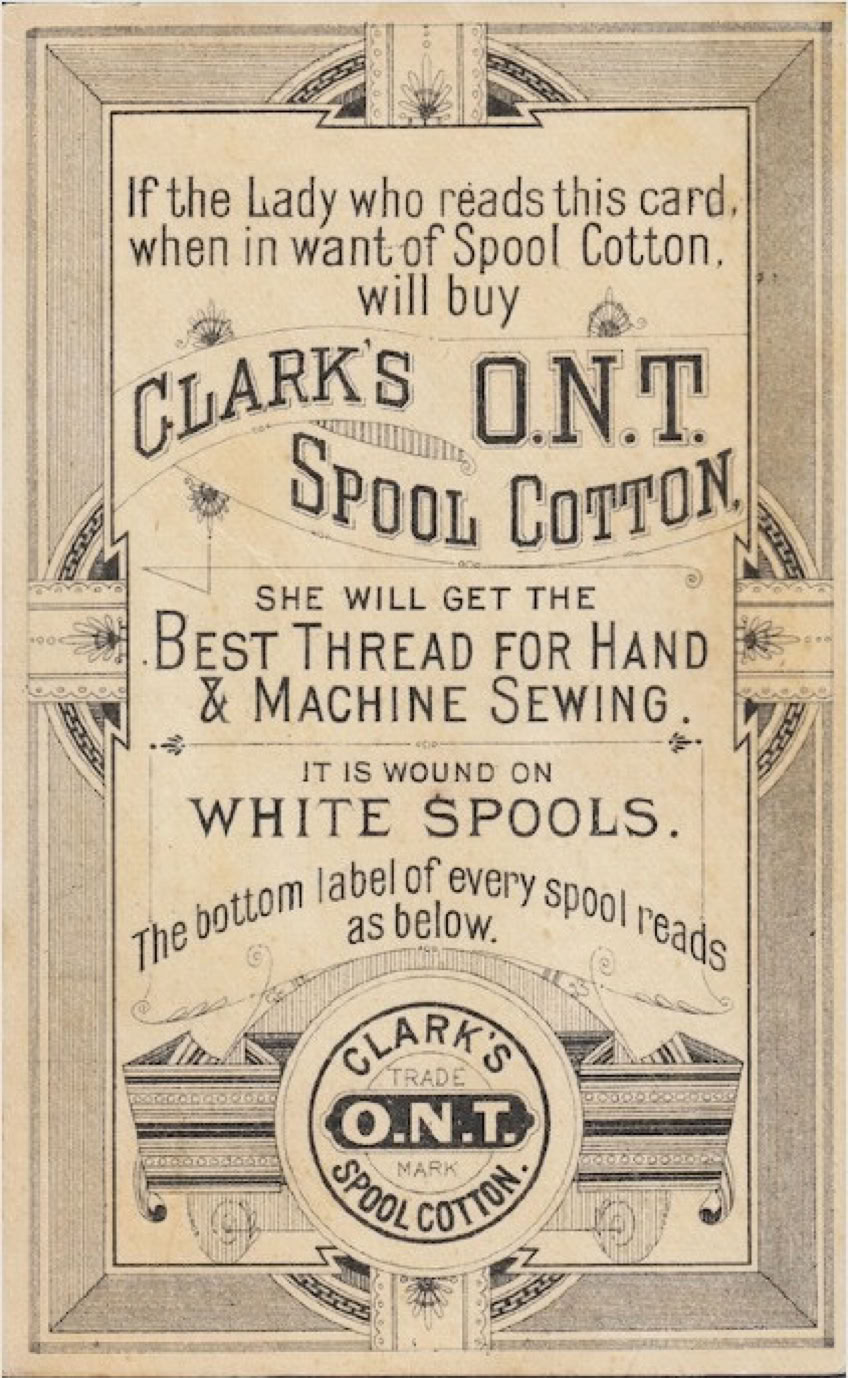 If the Lady who reads this card,
when in want of Spool Cotton,
will buy
CLARK'S O.N.T.
SPOOL COTTON,
SHE WILL GET THE
BEST THREAD FOR HAND
& MACHINE SEWING.
IT IS WOUND ON
WHITE SPOOLS.
The bottom label of every spool reads
as below.
CLARK'S
TRADE
O.N.T.
MARK
SPOOL COTTON.